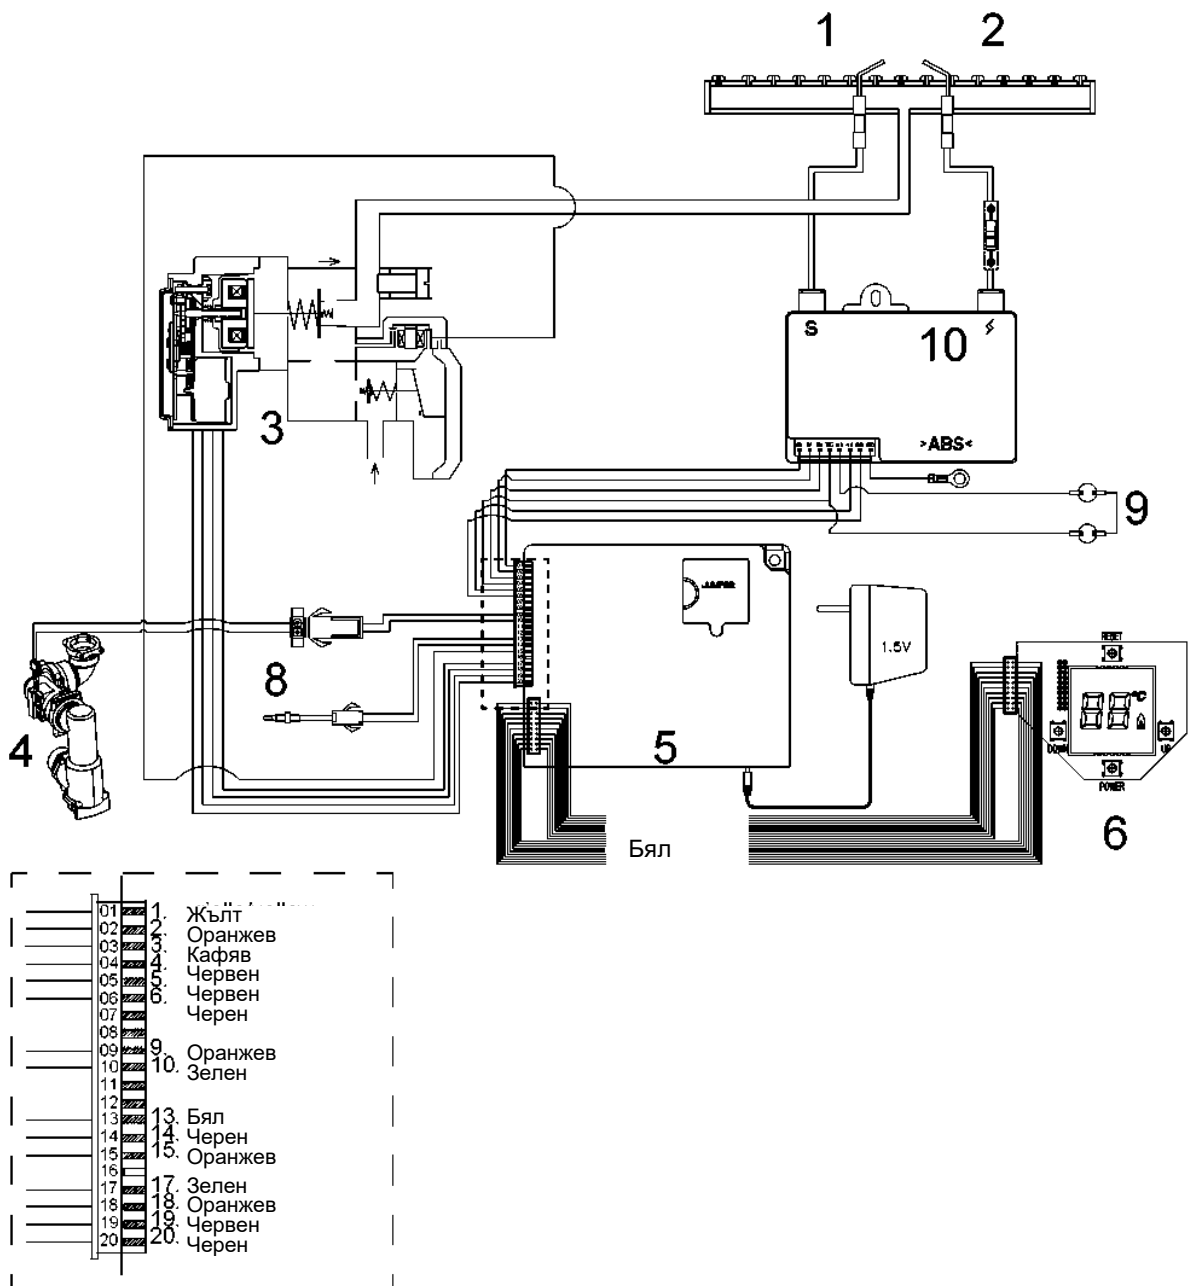 1
2
S
10
>ABS<
3
9
JUMPER
1.5V
RESET
8
°C
4
5
DOWN
UP
POWER
6
Бял
01 1. Жълт
02 2. Оранжев
03 3. Кафяв
04 4. Червен
05 5. Червен
06 6. Черен
07
08
09 9. Оранжев
10 10. Зелен
11
12
13 13. Бял
14 14. Черен
15 15. Оранжев
16
17 17. Зелен
18 18. Оранжев
19 19. Червен
20 20. Черен